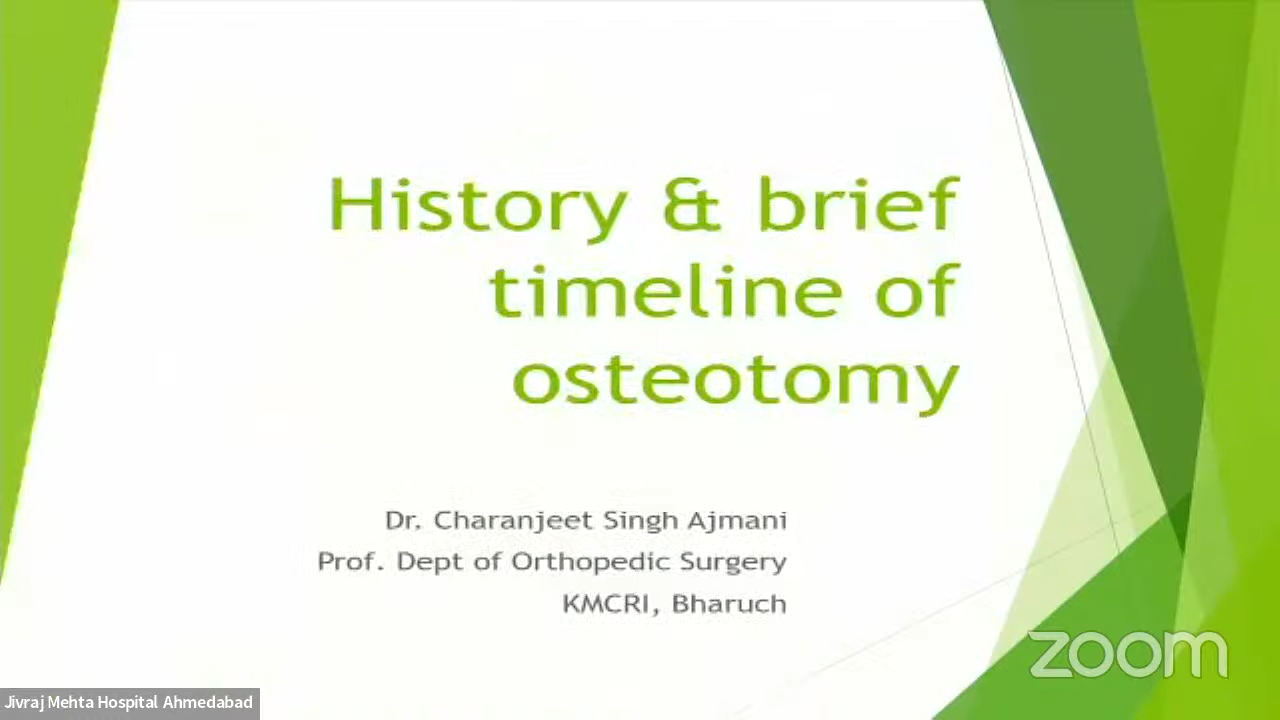 History & brief
timeline of
osteotomy
Dr. Charanjeet Singh Ajmani
Prof. Dept of Orthopedic Surgery
KMCRI, Bharuch
zoom
Jivraj Mehta Hospital Ahmedabad